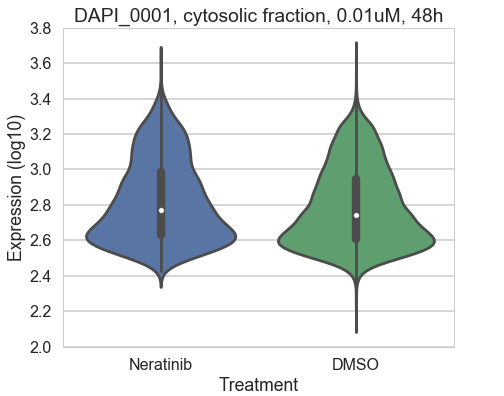 DAPI_0001, cytosolic fraction, 0.01uM, 48h
Expression (log10)
3.8
3.6
3.4
3.2
3.0
2.8
2.6
2.4
2.2
2.0
Neratinib DMSO
Treatment